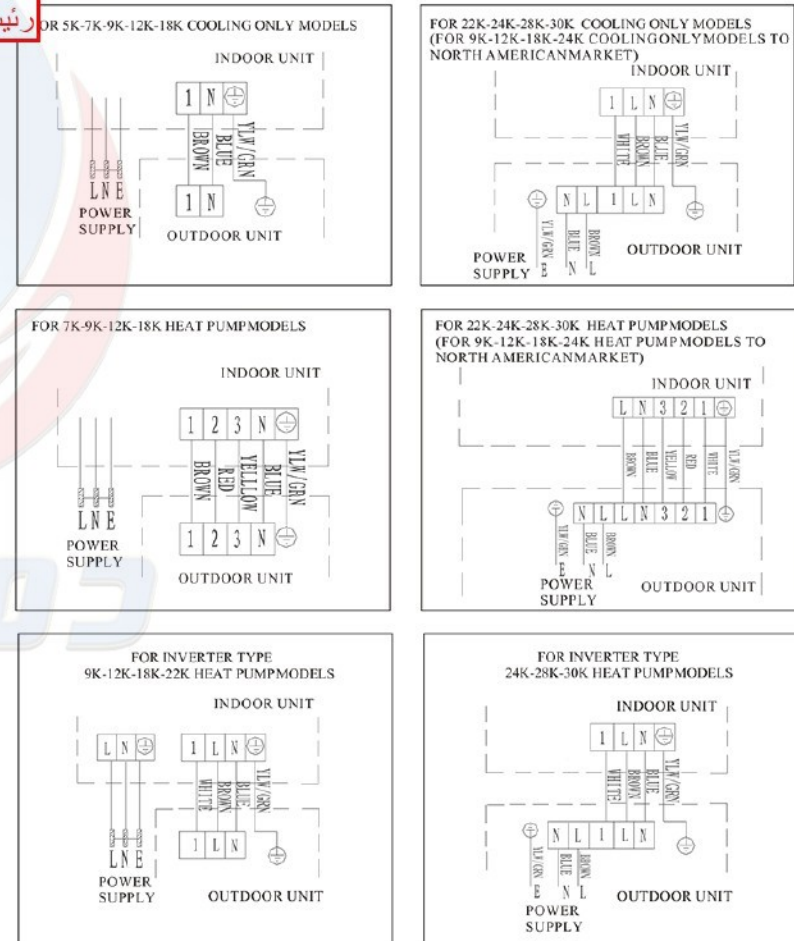 FOR 5K-7K-9K-12K-18K COOLING ONLY MODELS
INDOOR UNIT
1 N
BROWN
BLUE
YLW/GRN
L N E
1 N
POWER
SUPPLY
OUTDOOR UNIT
FOR 22K-24K-28K-30K COOLING ONLY MODELS
(FOR 9K-12K-18K-24K COOLINGONLYMODELS TO
NORTH AMERICANMARKET)
INDOOR UNIT
1 L N
WHITE
BROWN
BLUE
YLW/GRN
N L 1 L N
YLW/GRN
BLUE
BROWN
POWER
SUPPLY
E N L
OUTDOOR UNIT
FOR 7K-9K-12K-18K HEAT PUMPMODELS
INDOOR UNIT
1 2 3 N
BROWN
RED
YELLLOW
BLUE
YLW/GRN
L N E
1 2 3 N
POWER
SUPPLY
OUTDOOR UNIT
FOR 22K-24K-28K-30K HEAT PUMPMODELS
(FOR 9K-12K-18K-24K HEAT PUMPMODELS TO
NORTH AMERICANMARKET)
INDOOR UNIT
L N 3 2 1
BROWN
BLUE
YELLOW
RED
WHITE
YLW/GRN
N L L N 3 2 1
YLW/GRN
BLUE
BROWN
E N L
POWER
SUPPLY
OUTDOOR UNIT
FOR INVERTER TYPE
9K-12K-18K-22K HEAT PUMPMODELS
INDOOR UNIT
L N
1 L N
WHITE
BROWN
BLUE
YLW/GRN
1 L N
L N E
POWER
SUPPLY
OUTDOOR UNIT
FOR INVERTER TYPE
24K-28K-30K HEAT PUMPMODELS
INDOOR UNIT
1 L N
WHITE
BROWN
BLUE
YLW/GRN
N L 1 L N
YLW/GRN
BLUE
BROWN
E N L
POWER
SUPPLY
OUTDOOR UNIT